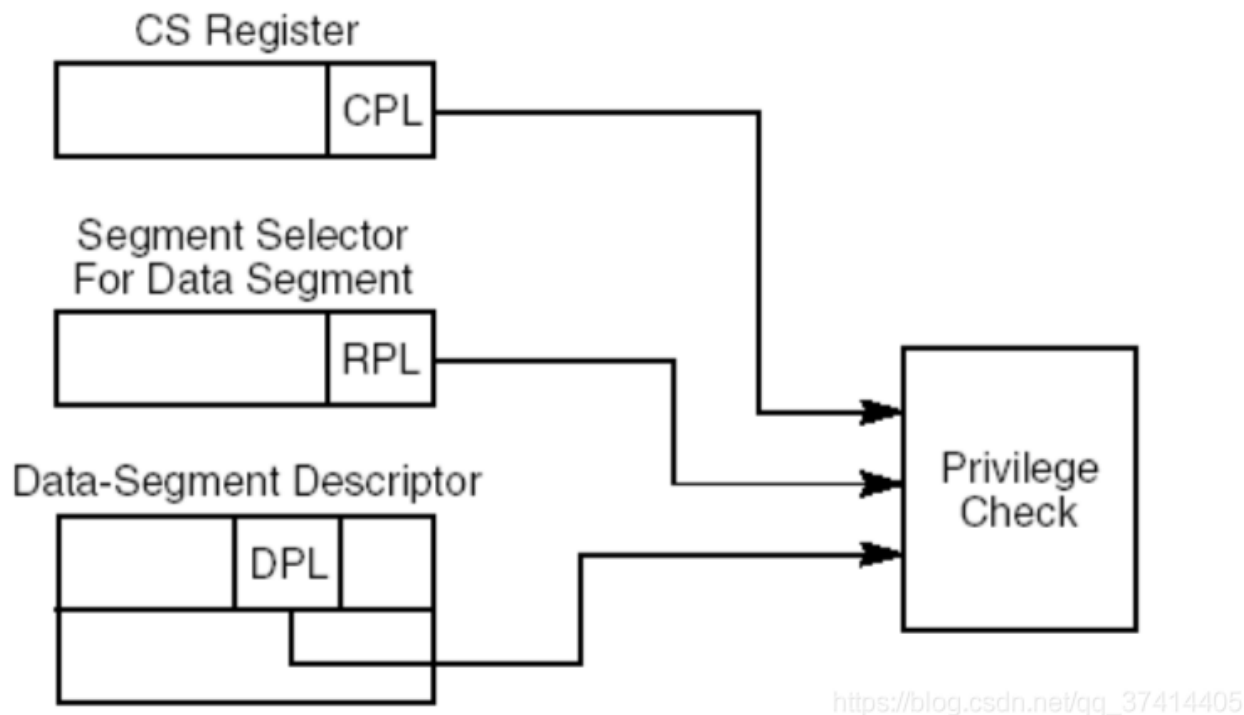 CS Register
CPL
Segment Selector
For Data Segment
RPL
Data-Segment Descriptor
DPL
Privilege
Check
https://blog.csdn.net/qq_37414405